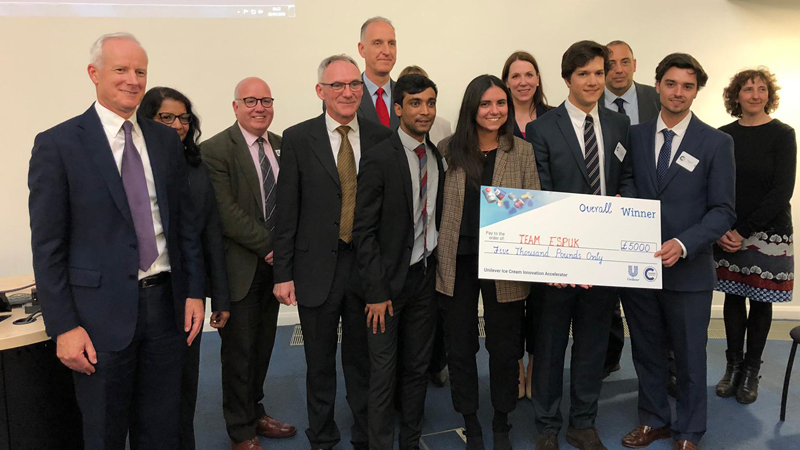 Overall Winner
Pay to the
order of:
TEAM ESPUK
£5000
Five Thousand Pounds Only
Unilever Ice Cream Innovation Accelerator
Unilever